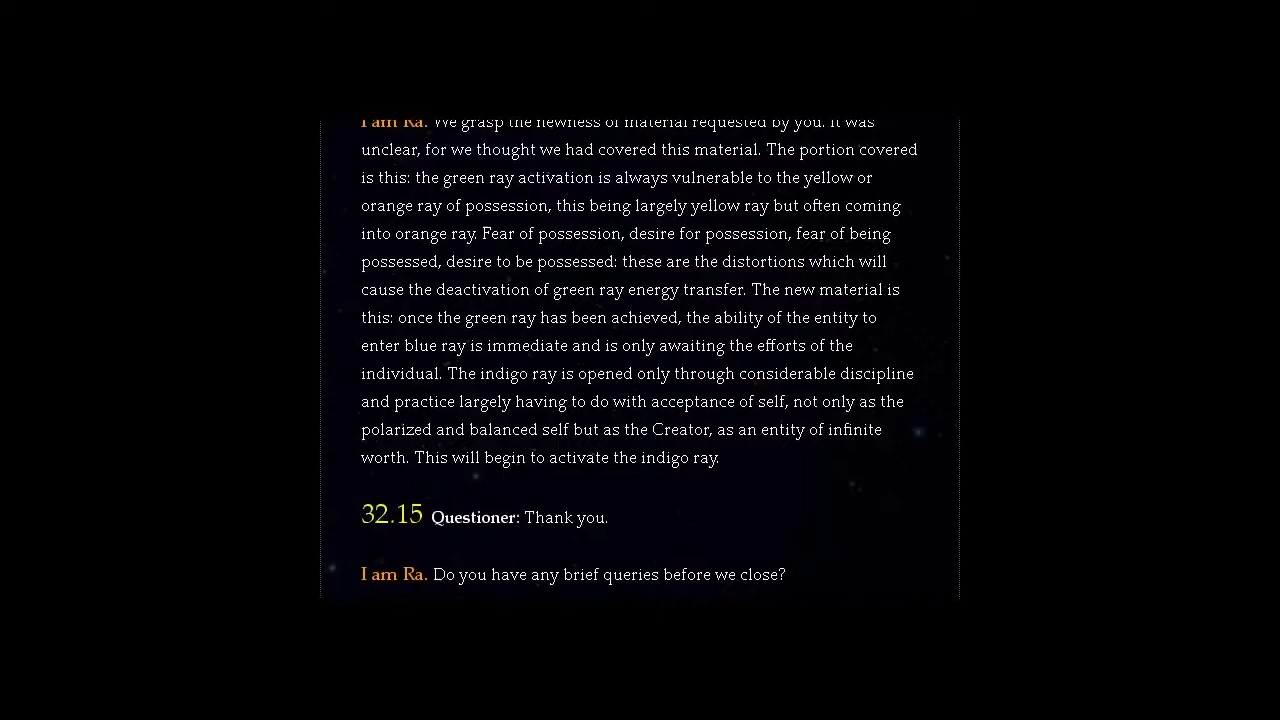 I am Ra. We grasp the newness of material requested by you. It was
unclear, for we thought we had covered this material. The portion covered
is this: the green ray activation is always vulnerable to the yellow or
orange ray of possession, this being largely yellow ray but often coming
into orange ray. Fear of possession, desire for possession, fear of being
possessed, desire to be possessed: these are the distortions which will
cause the deactivation of green ray energy transfer. The new material is
this: once the green ray has been achieved, the ability of the entity to
enter blue ray is immediate and is only awaiting the efforts of the
individual. The indigo ray is opened only through considerable discipline
and practice largely having to do with acceptance of self, not only as the
polarized and balanced self but as the Creator, as an entity of infinite
worth. This will begin to activate the indigo ray.
32.15 Questioner: Thank you.
I am Ra. Do you have any brief queries before we close?